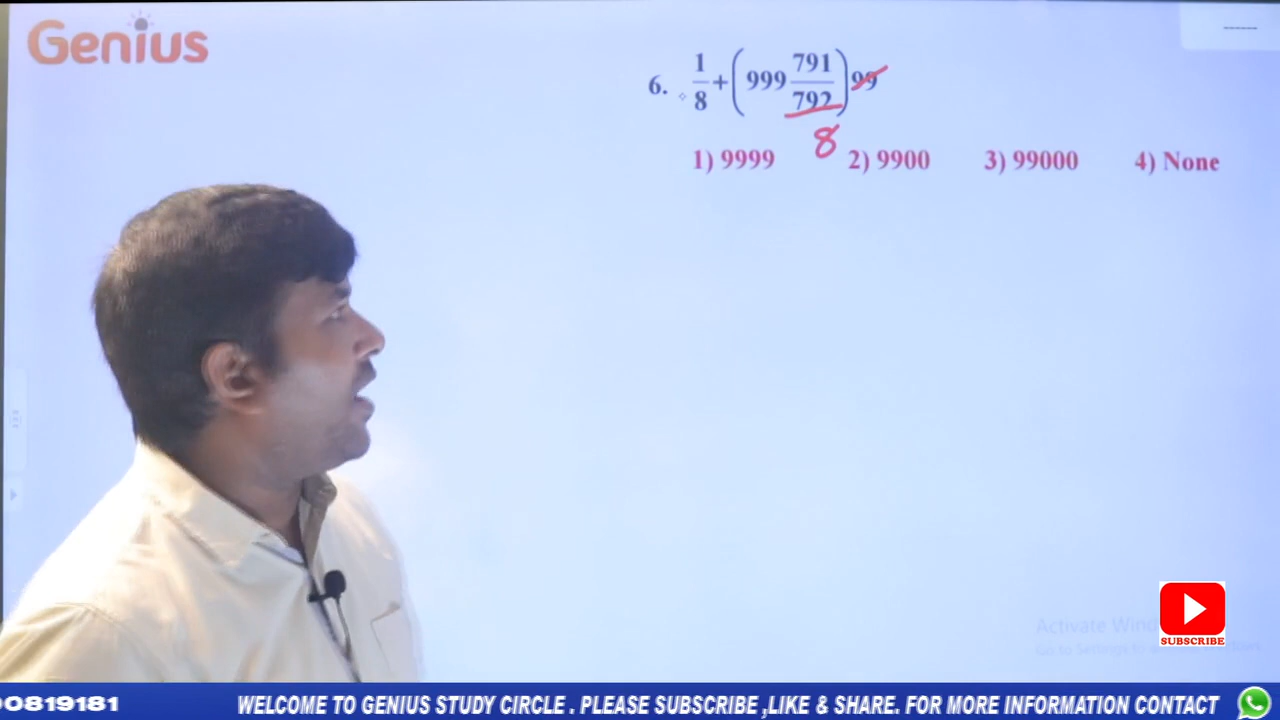 Genius
6. 1/8 + (999 791/792) 99
8
1) 9999 2) 9900 3) 99000 4) None
SUBSCRIBE
00819181 WELCOME TO GENIUS STUDY CIRCLE . PLEASE SUBSCRIBE ,LIKE & SHARE. FOR MORE INFORMATION CONTACT